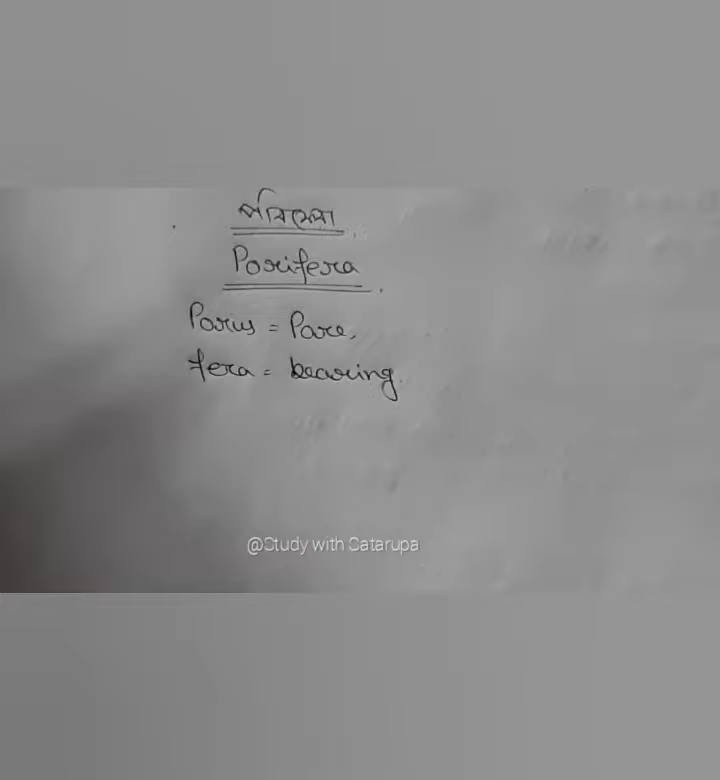 পরিফেরা
Porifera
Porus = Pore,
fera = bearing.
@Study with Satarupa